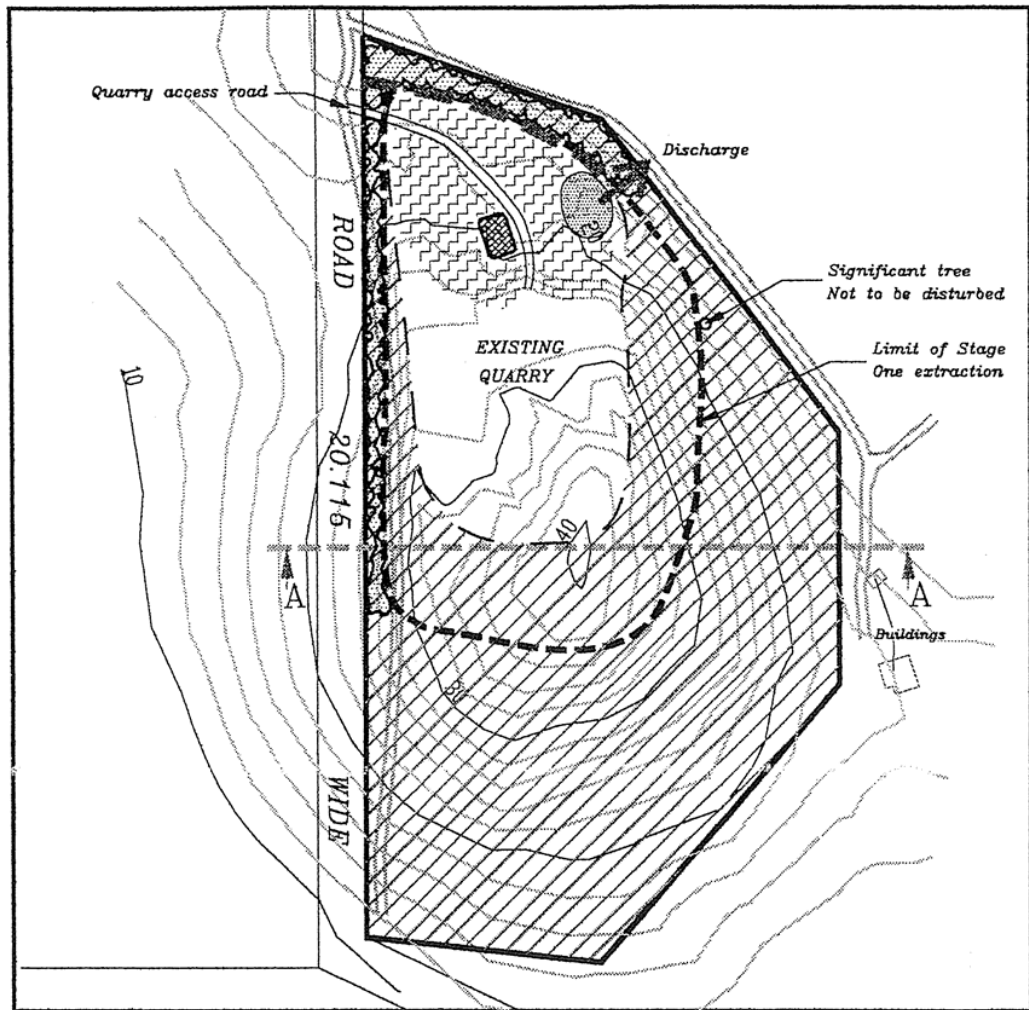 Quarry access road
Discharge
ROAD
Significant tree
Not to be disturbed
EXISTING
QUARRY
Limit of Stage
One extraction
10
20.115
40
A
A
Buildings
WIDE